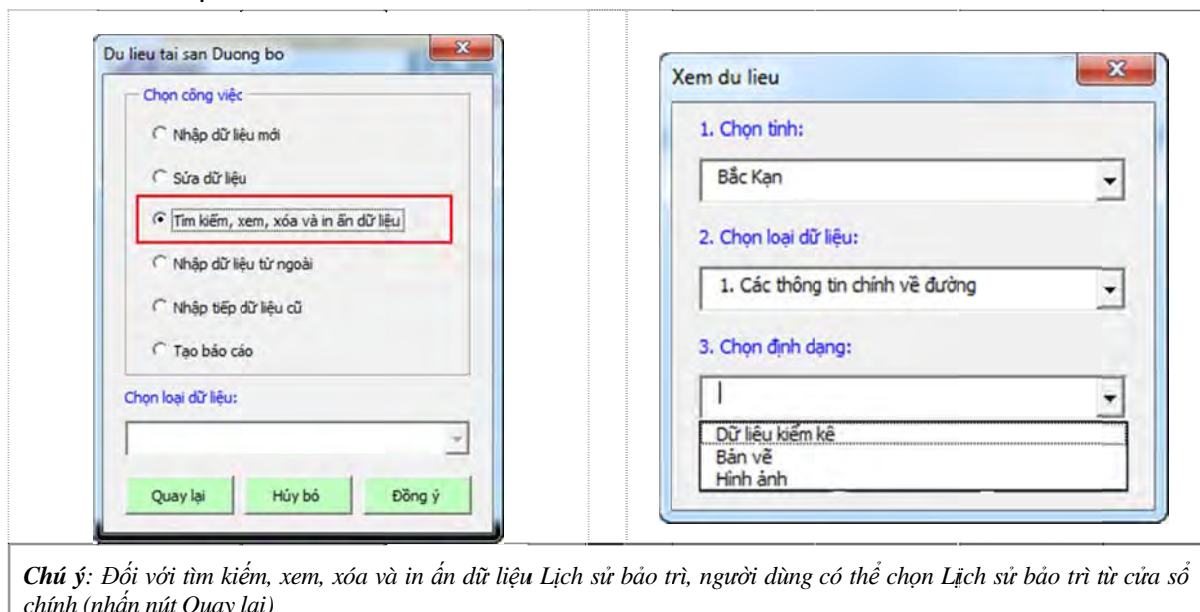 Du lieu tai san Duong bo
Chọn công việc
Nhập dữ liệu mới
Sửa dữ liệu
Tìm kiếm, xem, xóa và in ấn dữ liệu
Nhập dữ liệu từ ngoài
Nhập tiếp dữ liệu cũ
Tạo báo cáo
Chọn loại dữ liệu:
Quay lại
Hủy bỏ
Đồng ý
Xem du lieu
1. Chọn tỉnh:
Bắc Kạn
2. Chọn loại dữ liệu:
1. Các thông tin chính về đường
3. Chọn định dạng:
Dữ liệu kiểm kê
Bản vẽ
Hình ảnh
Chú ý: Đối với tìm kiếm, xem, xóa và in ấn dữ liệu Lịch sử bảo trì, người dùng có thể chọn Lịch sử bảo trì từ cửa sổ
chính (nhấn nút Quay lại)